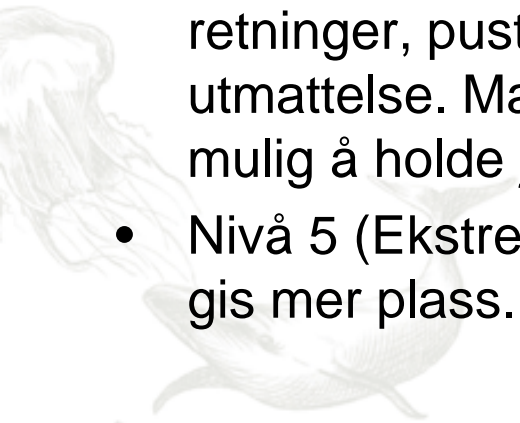 retninger, pust
utmattelse. Ma
mulig å holde
• Nivå 5 (Ekstre
gis mer plass.